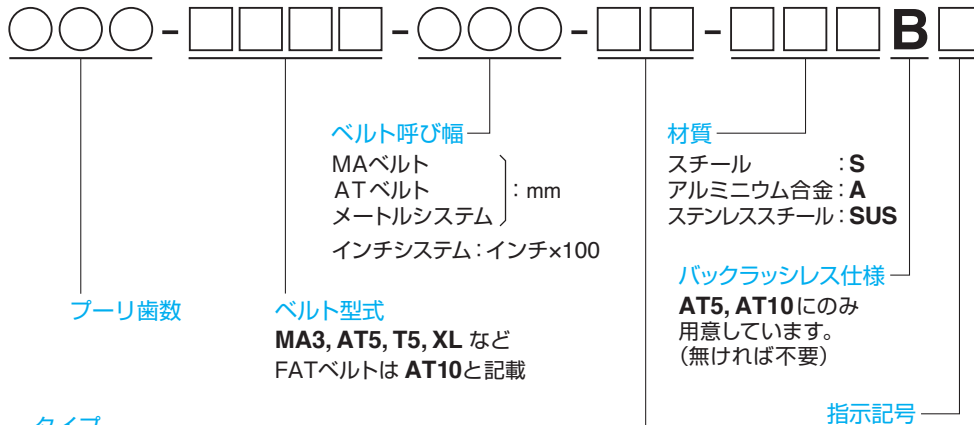 ○○○-□□□□-○○○-□□-□□□B□
ベルト呼び幅
MAベルト
ATベルト
メートルシステム
: mm
インチシステム：インチ×100
材質
スチール：S
アルミニウム合金：A
ステンレススチール：SUS
バックラッシレス仕様
AT5, AT10にのみ
用意しています。
（無ければ不要）
プーリ歯数
ベルト型式
MA3, AT5, T5, XL など
FATベルトは AT10と記載
タイプ
指示記号